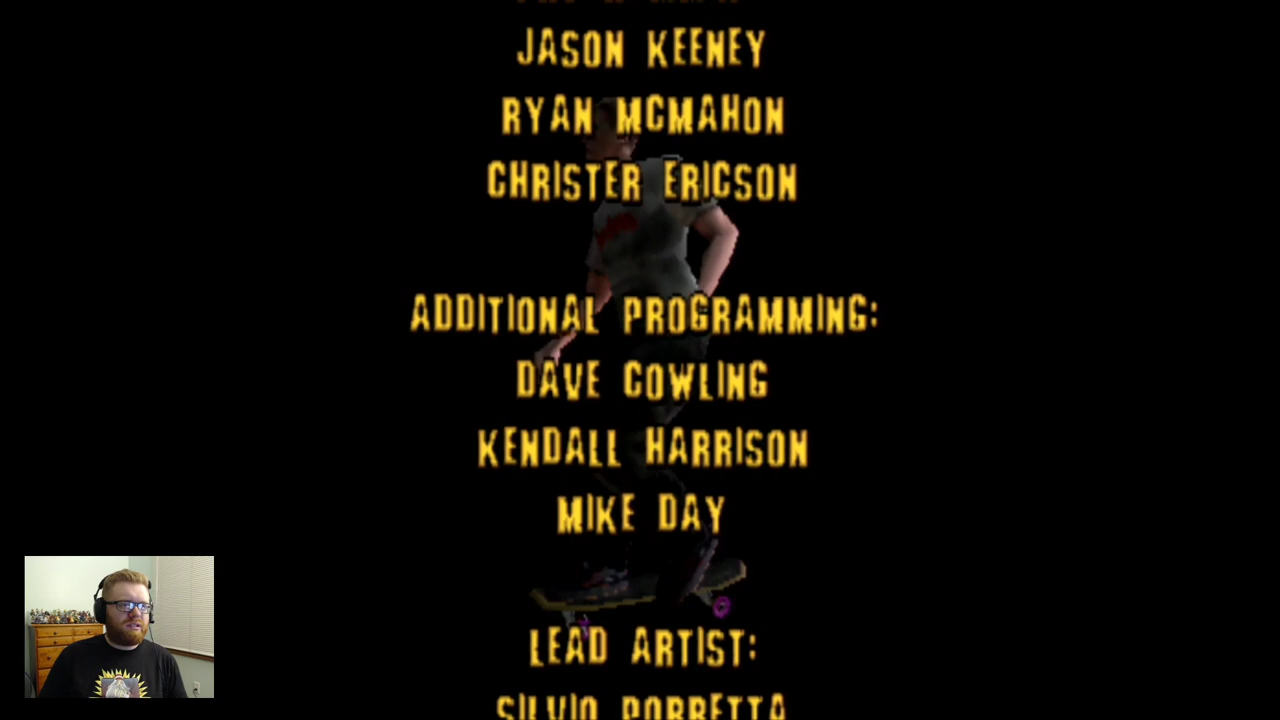 JASON KEENEY
RYAN MCMAHON
CHRISTER ERICSON
ADDITIONAL PROGRAMMING:
DAVE COWLING
KENDALL HARRISON
MIKE DAY
LEAD ARTIST:
SILVIO PORRETTA